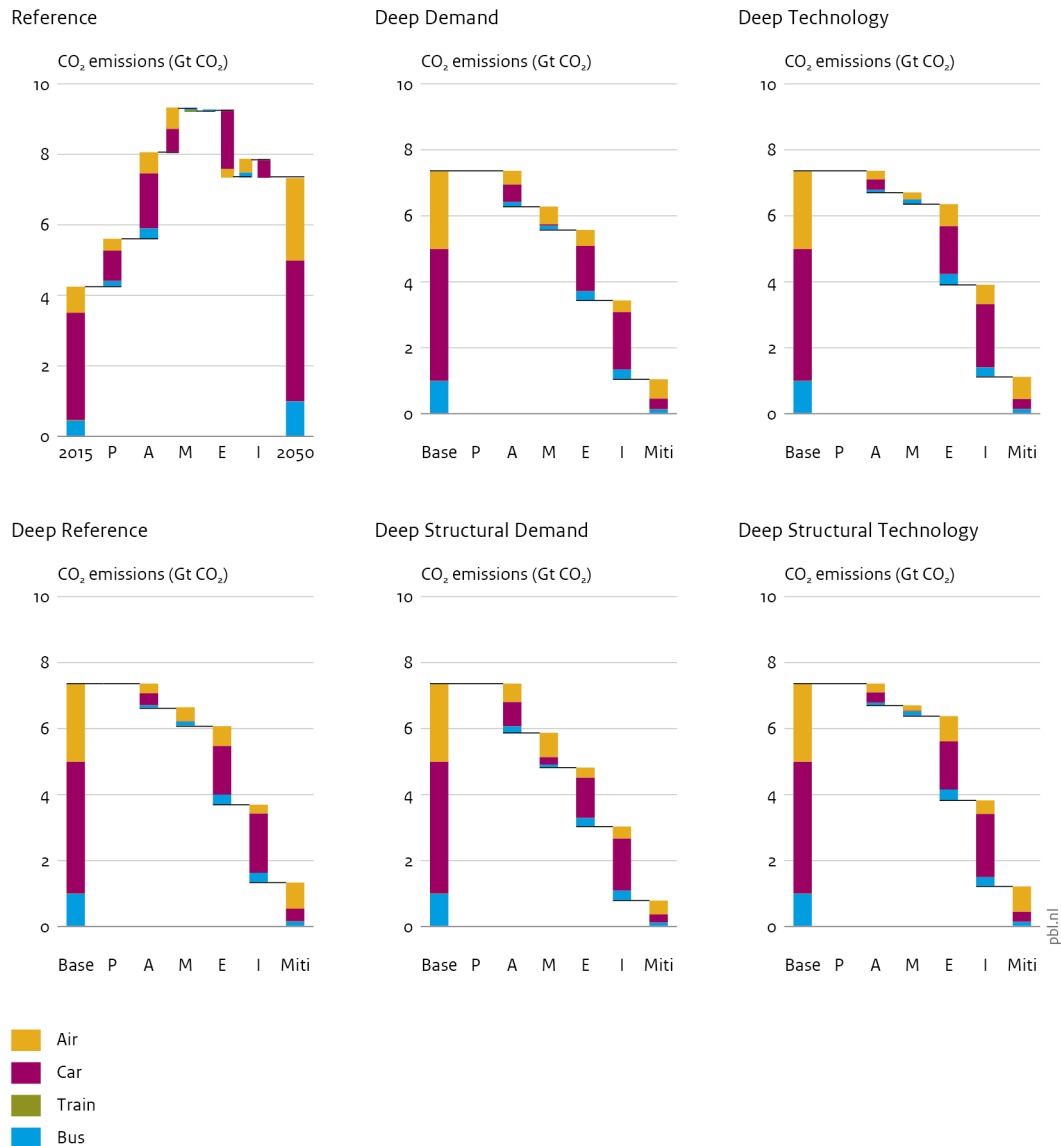 Reference
CO₂ emissions (Gt CO₂)
10
8
6
4
2
0
2015 P A M E I 2050
Deep Demand
CO₂ emissions (Gt CO₂)
10
8
6
4
2
0
Base P A M E I Miti
Deep Technology
CO₂ emissions (Gt CO₂)
10
8
6
4
2
0
Base P A M E I Miti
Deep Reference
CO₂ emissions (Gt CO₂)
10
8
6
4
2
0
Base P A M E I Miti
Deep Structural Demand
CO₂ emissions (Gt CO₂)
10
8
6
4
2
0
Base P A M E I Miti
Deep Structural Technology
CO₂ emissions (Gt CO₂)
10
8
6
4
2
0
Base P A M E I Miti
pbl.nl
Air
Car
Train
Bus